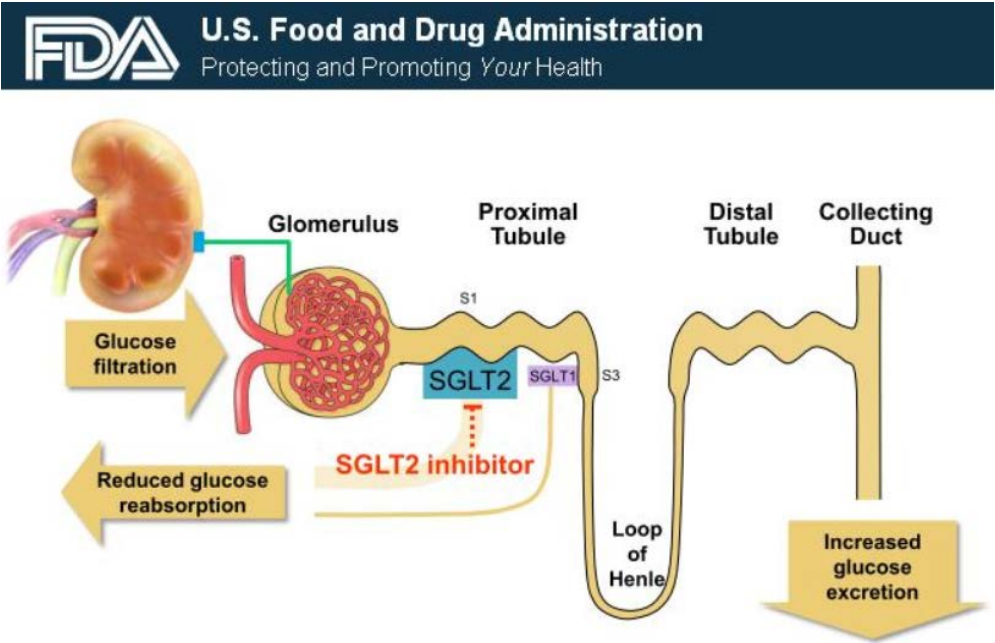 FDA
U.S. Food and Drug Administration
Protecting and Promoting Your Health
Glomerulus
Proximal
Tubule
Distal
Tubule
Collecting
Duct
S1
Glucose
filtration
SGLT2
SGLT1
S3
SGLT2 inhibitor
Reduced glucose
reabsorption
Loop
of
Henle
Increased
glucose
excretion